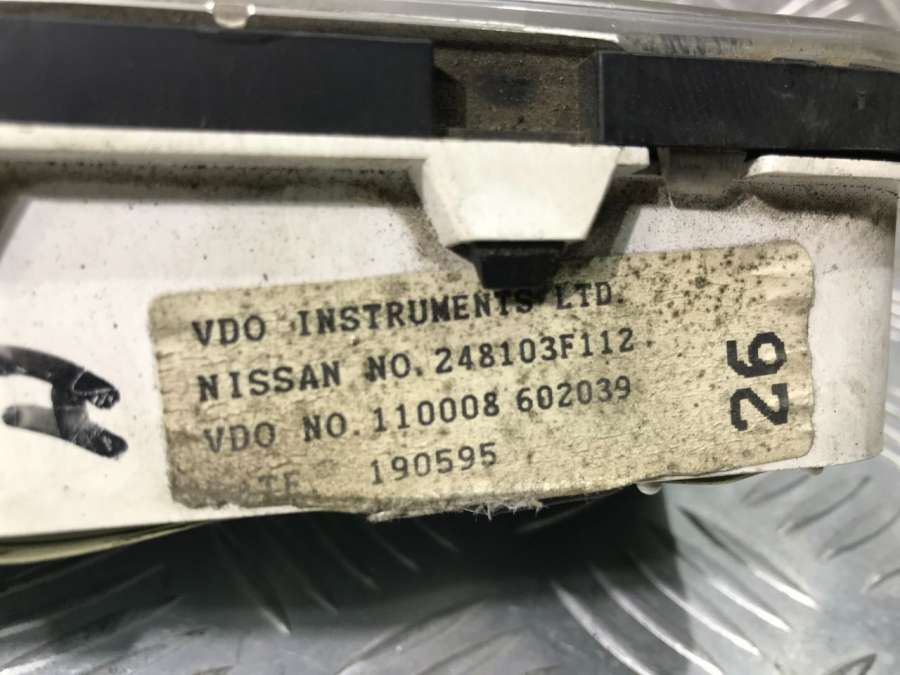 VDO INSTRUMENTS LTD.
NISSAN NO. 248103F112
VDO NO. 110008 602039
190595
26